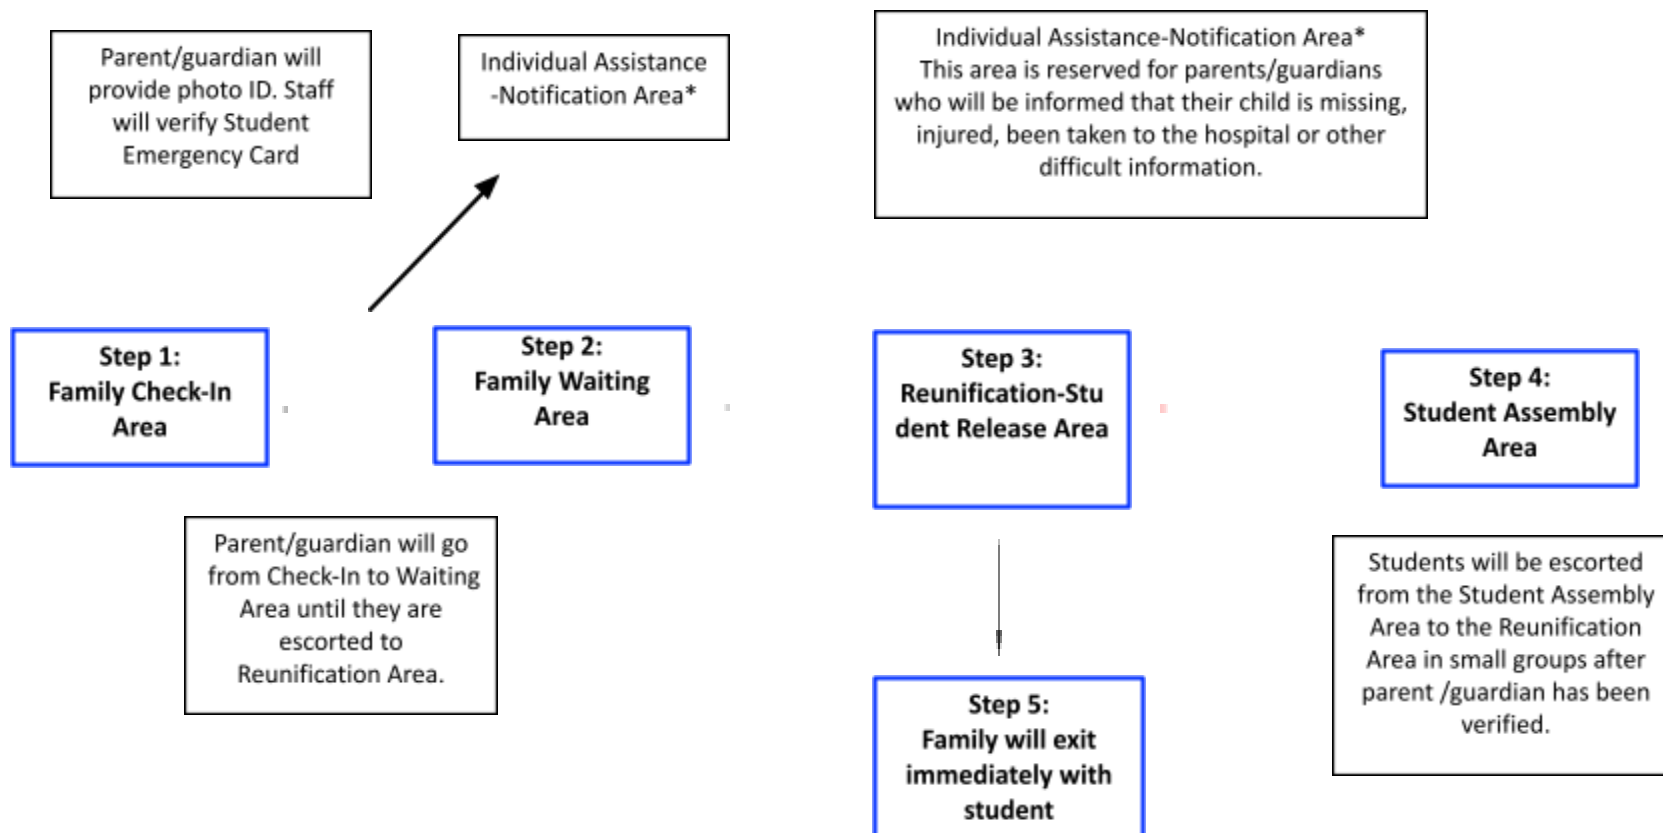 Parent/guardian will
provide photo ID. Staff
will verify Student
Emergency Card
Individual Assistance
-Notification Area*
Individual Assistance-Notification Area*
This area is reserved for parents/guardians
who will be informed that their child is missing,
injured, been taken to the hospital or other
difficult information.
Step 1:
Family Check-In
Area
Step 2:
Family Waiting
Area
Step 3:
Reunification-Stu
dent Release Area
Step 4:
Student Assembly
Area
Parent/guardian will go
from Check-In to Waiting
Area until they are
escorted to
Reunification Area.
Students will be escorted
from the Student Assembly
Area to the Reunification
Area in small groups after
parent /guardian has been
verified.
Step 5:
Family will exit
immediately with
student